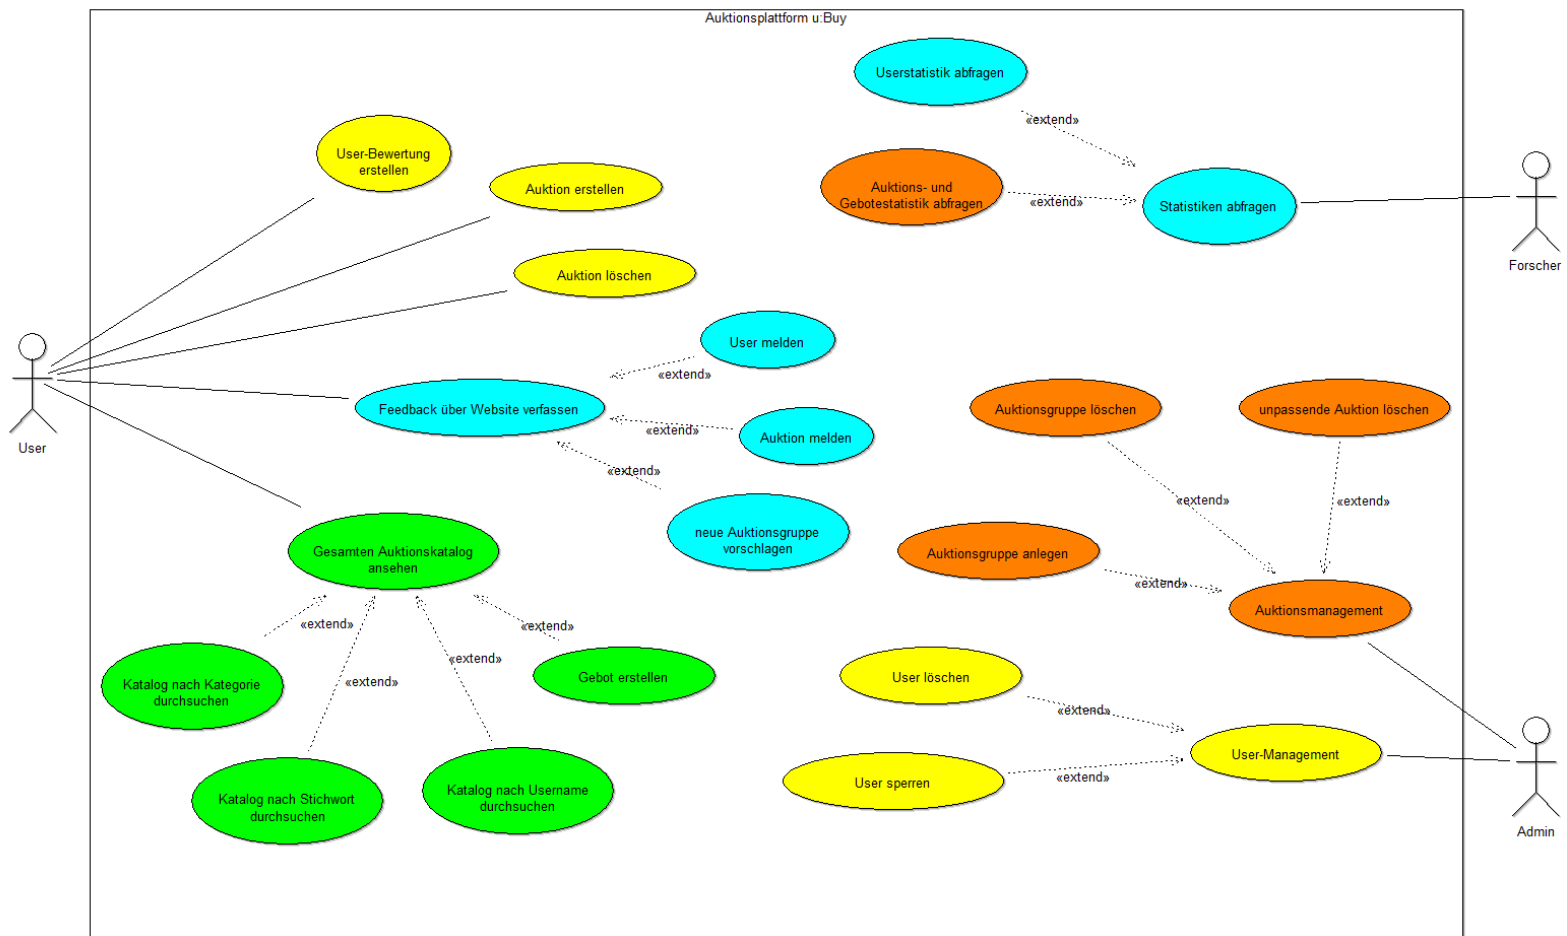 Auktionsplattform u:Buy
Userstatistik abfragen
«extend»
User-Bewertung
erstellen
Auktion erstellen
Auktions- und
Gebotestatistik abfragen
«extend»
Statistiken abfragen
Forscher
Auktion löschen
User melden
«extend»
User
Feedback über Website verfassen
«extend»
Auktion melden
«extend»
Auktionsgruppe löschen
unpassende Auktion löschen
«extend»
«extend»
neue Auktionsgruppe
vorschlagen
Gesamten Auktionskatalog
ansehen
Auktionsgruppe anlegen
«extend»
Auktionsmanagement
«extend»
«extend»
«extend»
«extend»
Katalog nach Kategorie
durchsuchen
Gebot erstellen
User löschen
«extend»
User-Management
User sperren
«extend»
Katalog nach Stichwort
durchsuchen
Katalog nach Username
durchsuchen
Admin